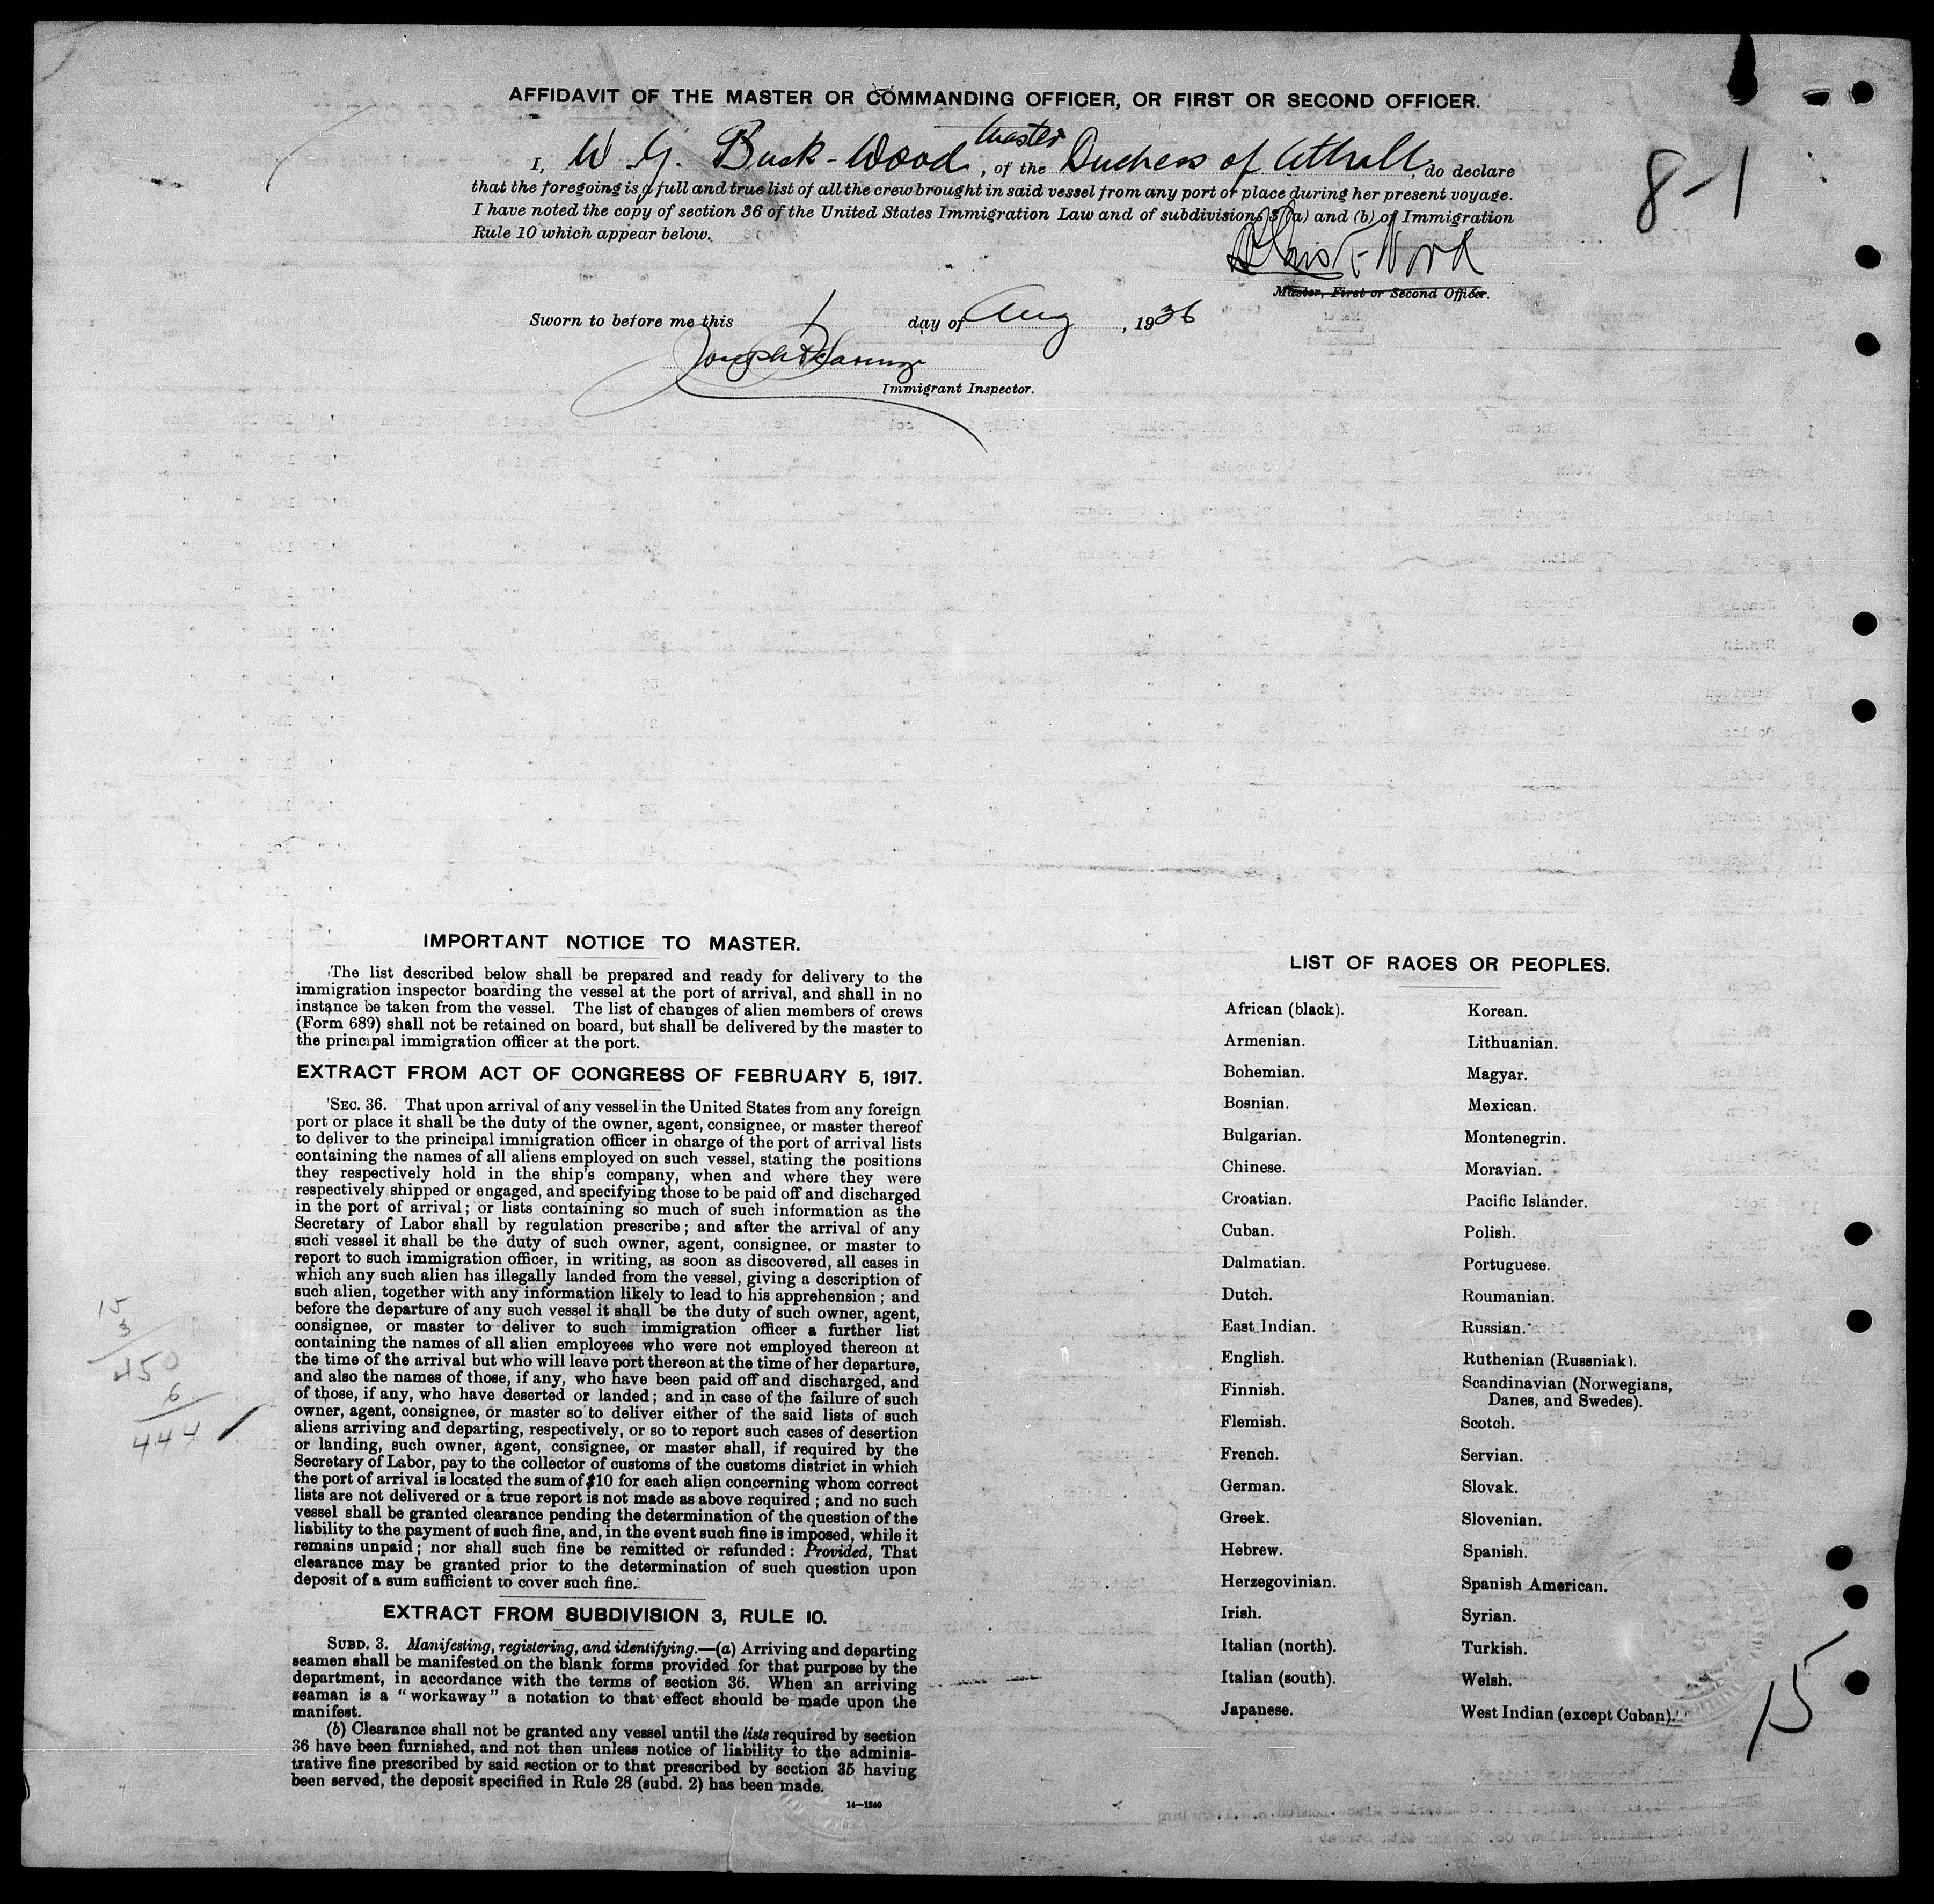 AFFIDAVIT OF THE MASTER OR COMMANDING OFFICER, OR FIRST OR SECOND OFFICER.
Master
I, W. G. Busk-Wood, of the Duchess of Atholl, do declare
that the foregoing is a full and true list of all the crew brought in said vessel from any port or place during her present voyage.
I have noted the copy of section 36 of the United States Immigration Law and of subdivisions 3 (a) and (b) of Immigration
Rule 10 which appear below.
8-1
Wood
Master, First or Second Officer.
Sworn to before me this 1 day of Aug, 1936
Joseph
Immigrant Inspector.
IMPORTANT NOTICE TO MASTER.
The list described below shall be prepared and ready for delivery to the
immigration inspector boarding the vessel at the port of arrival, and shall in no
instance be taken from the vessel. The list of changes of alien members of crews
(Form 689) shall not be retained on board, but shall be delivered by the master to
the principal immigration officer at the port.
EXTRACT FROM ACT OF CONGRESS OF FEBRUARY 5, 1917.
SEC. 36. That upon arrival of any vessel in the United States from any foreign
port or place it shall be the duty of the owner, agent, consignee, or master thereof
to deliver to the principal immigration officer in charge of the port of arrival lists
containing the names of all aliens employed on such vessel, stating the positions
they respectively hold in the ship's company, when and where they were
respectively shipped or engaged, and specifying those to be paid off and discharged
in the port of arrival; or lists containing so much of such information as the
Secretary of Labor shall by regulation prescribe; and after the arrival of any
such vessel it shall be the duty of such owner, agent, consignee, or master to
report to such immigration officer, in writing, as soon as discovered, all cases in
which any such alien has illegally landed from the vessel, giving a description of
such alien, together with any information likely to lead to his apprehension; and
before the departure of any such vessel it shall be the duty of such owner, agent,
consignee, or master to deliver to such immigration officer a further list
containing the names of all alien employees who were not employed thereon at
the time of the arrival but who will leave port thereon at the time of her departure,
and also the names of those, if any, who have been paid off and discharged, and
of those, if any, who have deserted or landed; and in case of the failure of such
owner, agent, consignee, or master so to deliver either of the said lists of such
aliens arriving and departing, respectively, or so to report such cases of desertion
or landing, such owner, agent, consignee, or master shall, if required by the
Secretary of Labor, pay to the collector of customs of the customs district in which
the port of arrival is located the sum of $10 for each alien concerning whom correct
lists are not delivered or a true report is not made as above required; and no such
vessel shall be granted clearance pending the determination of the question of the
liability to the payment of such fine, and, in the event such fine is imposed, while it
remains unpaid; nor shall such fine be remitted or refunded: Provided, That
clearance may be granted prior to the determination of such question upon
deposit of a sum sufficient to cover such fine.
EXTRACT FROM SUBDIVISION 3, RULE 10.
SUBD. 3. Manifesting, registering, and identifying.—(a) Arriving and departing
seamen shall be manifested on the blank forms provided for that purpose by the
department, in accordance with the terms of section 36. When an arriving
seaman is a "workaway" a notation to that effect should be made upon the
manifest.
(b) Clearance shall not be granted any vessel until the lists required by section
36 have been furnished, and not then unless notice of liability to the adminis-
trative fine prescribed by said section or to that prescribed by section 35 having
been served, the deposit specified in Rule 28 (subd. 2) has been made.
14—1240
15
3
450
6
444
LIST OF RACES OR PEOPLES.
African (black).
Armenian.
Bohemian.
Bosnian.
Bulgarian.
Chinese.
Croatian.
Cuban.
Dalmatian.
Dutch.
East Indian.
English.
Finnish.
Flemish.
French.
German.
Greek.
Hebrew.
Herzegovinian.
Irish.
Italian (north).
Italian (south).
Japanese.
Korean.
Lithuanian.
Magyar.
Mexican.
Montenegrin.
Moravian.
Pacific Islander.
Polish.
Portuguese.
Roumanian.
Russian.
Ruthenian (Russniak).
Scandinavian (Norwegians,
Danes, and Swedes).
Scotch.
Servian.
Slovak.
Slovenian.
Spanish.
Spanish American.
Syrian.
Turkish.
Welsh.
West Indian (except Cuban).
15